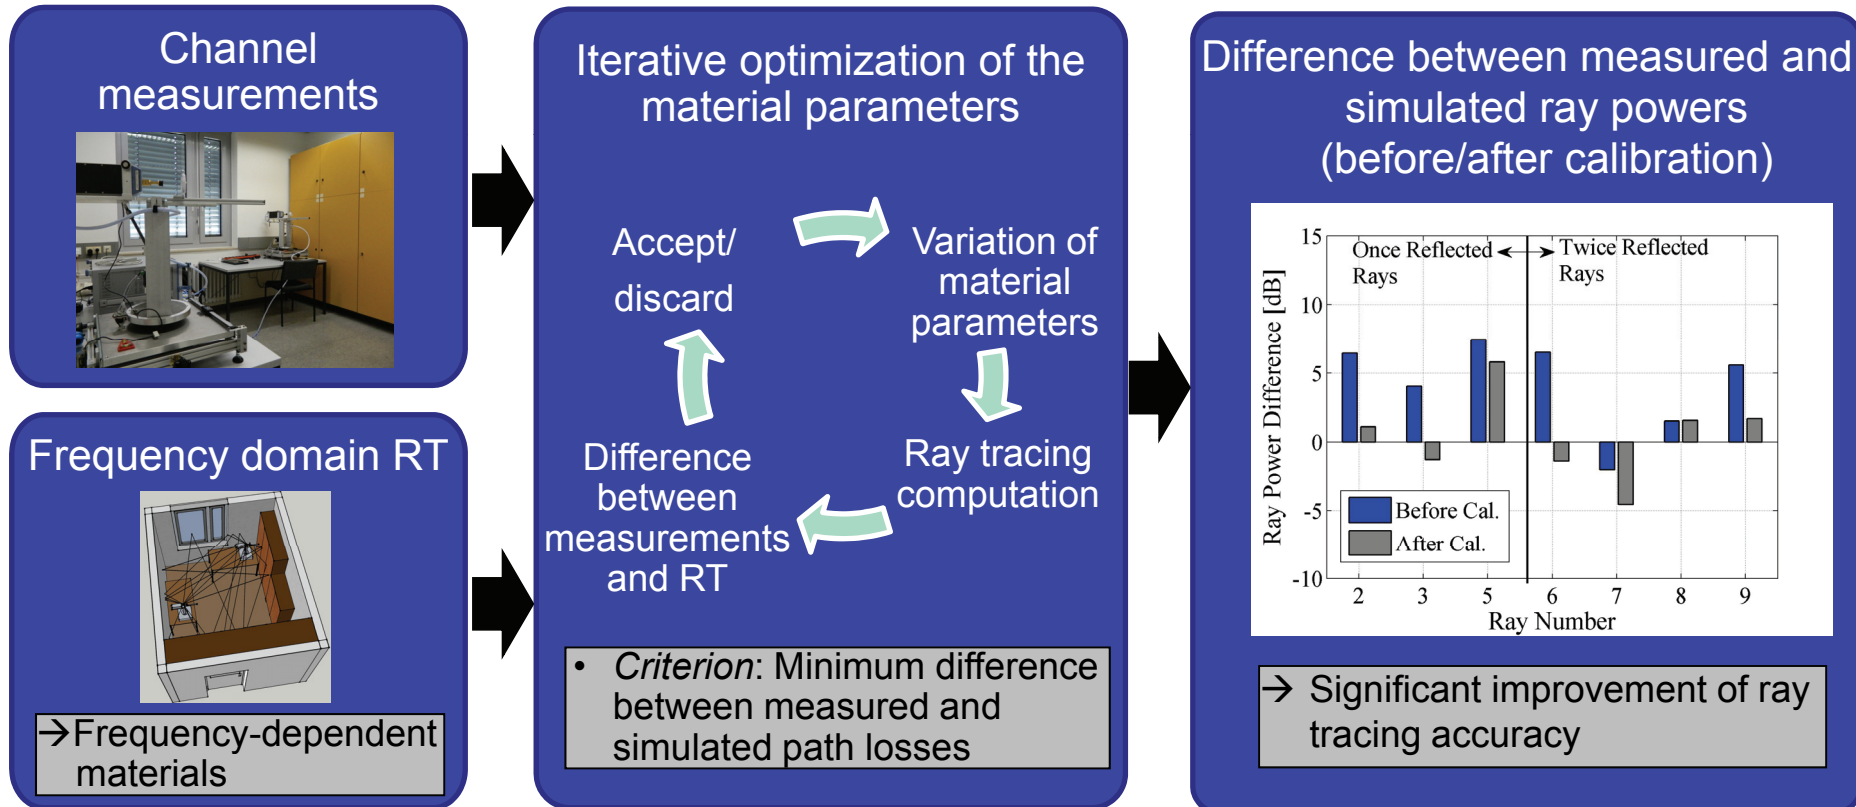 Channel
measurements
Frequency domain RT
→Frequency-dependent
materials
Iterative optimization of the
material parameters
Accept/
discard
Variation of
material
parameters
Ray tracing
computation
Difference
between
measurements
and RT
• Criterion: Minimum difference
between measured and
simulated path losses
Difference between measured and
simulated ray powers
(before/after calibration)
Once Reflected
Rays
Twice Reflected
Rays
Ray Power Difference [dB]
15
10
5
0
-5
-10
Before Cal.
After Cal.
2 3 5 6 7 8 9
Ray Number
→ Significant improvement of ray
tracing accuracy